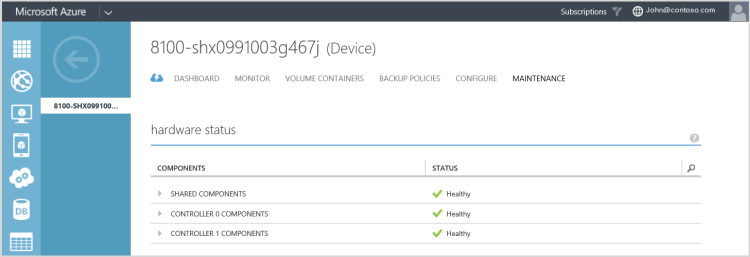 Microsoft Azure
Subscriptions John@contoso.com
8100-shx0991003g467j (Device)
DASHBOARD MONITOR VOLUME CONTAINERS BACKUP POLICIES CONFIGURE MAINTENANCE
8100-SHX099100...
hardware status
?
COMPONENTS STATUS
SHARED COMPONENTS Healthy
CONTROLLER 0 COMPONENTS Healthy
CONTROLLER 1 COMPONENTS Healthy
DB